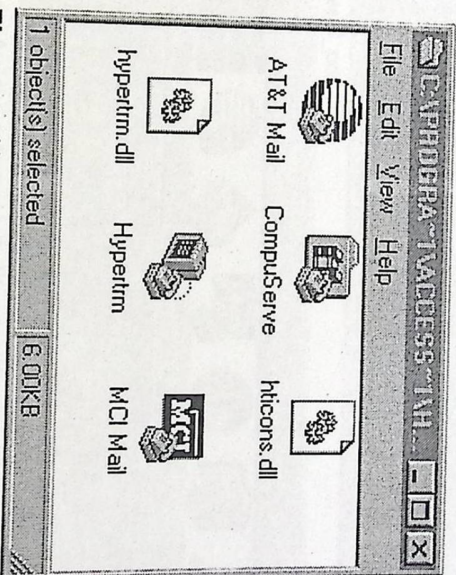 C:\PROGRA~1\ACCESS~1\H...
File Edit View Help
AT&T Mail CompuServe hticons.dll
MCI
hypertrm.dll Hypertrm MCI Mail
1 object(s) selected 6.00KB